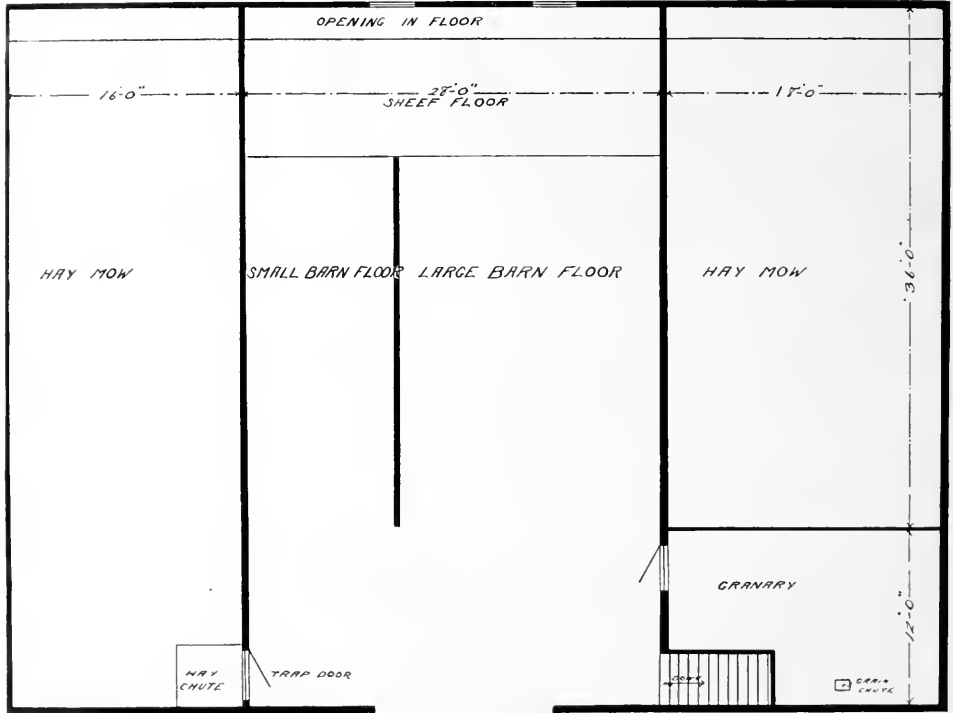 OPENING IN FLOOR
16'-0"
28'-0"
18'-0"
SHEEF FLOOR
HAY MOW
SMALL BARN FLOOR
LARGE BARN FLOOR
HAY MOW
36'-0"
GRANARY
12'-0"
HAY
CHUTE
TRAP DOOR
DOWN
GRAIN
CHUTE